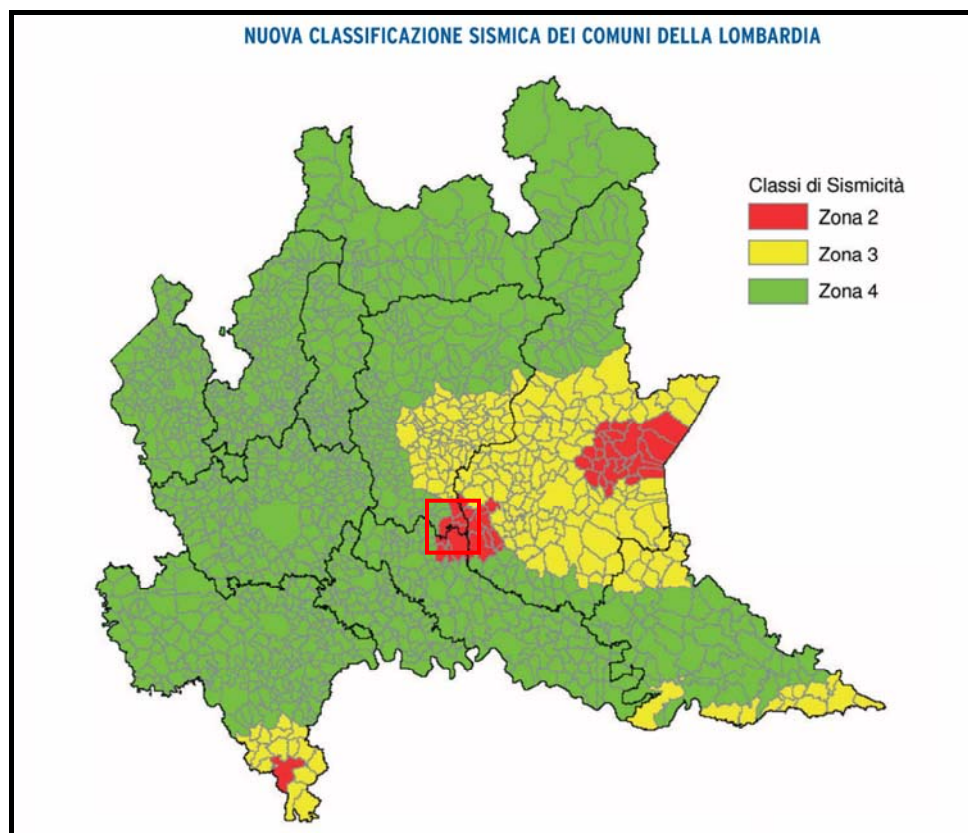 NUOVA CLASSIFICAZIONE SISMICA DEI COMUNI DELLA LOMBARDIA
Classi di Sismicità
Zona 2
Zona 3
Zona 4